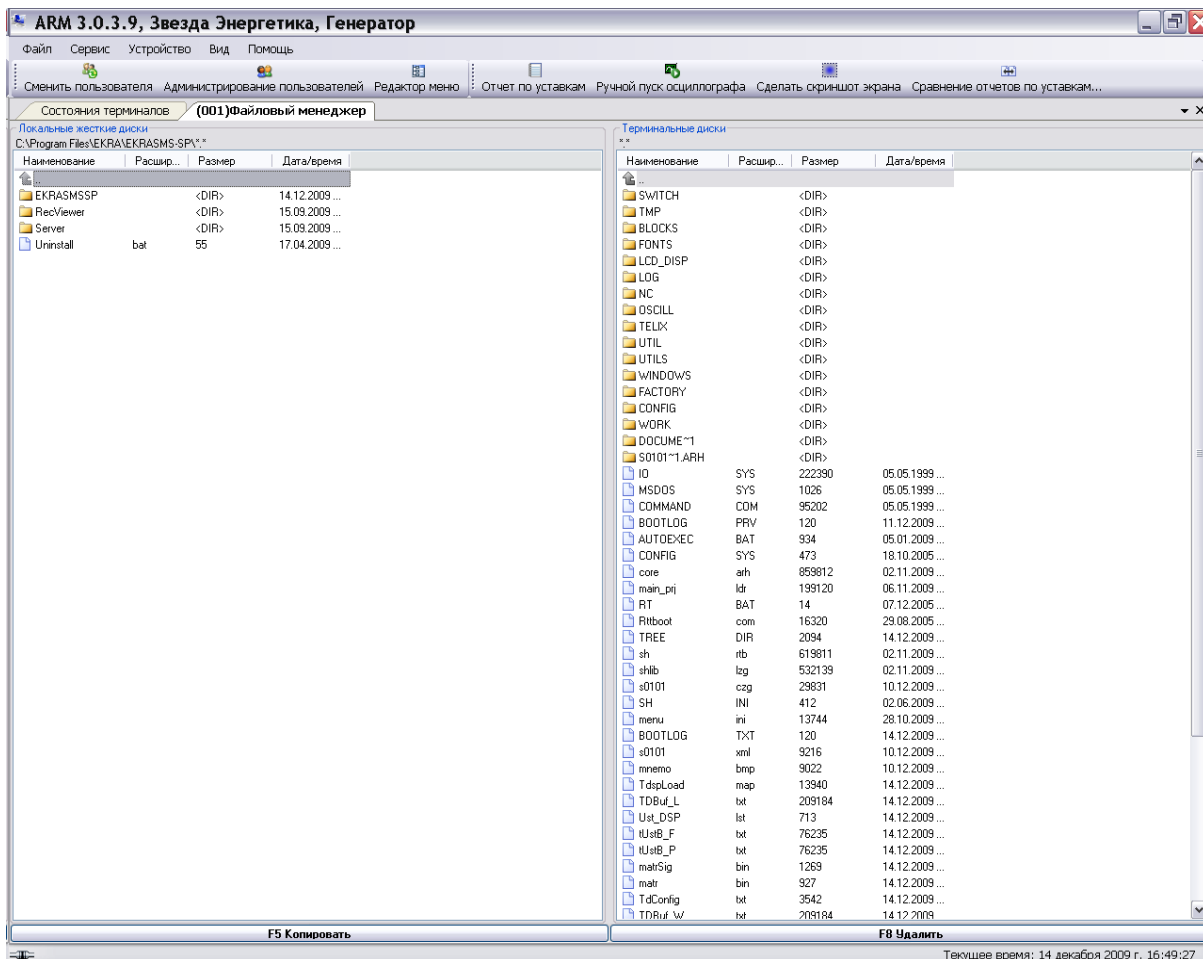 ARM 3.0.3.9, Звезда Энергетика, Генератор
Файл Сервис Устройство Вид Помощь
Сменить пользователя Администрирование пользователей Редактор меню Отчет по уставкам Ручной пуск осциллографа Сделать скриншот экрана Сравнение отчетов по уставкам...
Состояния терминалов (001)Файловый менеджер
Локальные жесткие диски
C:\Program Files\EKRA\EKRASMS-SP\*.*
Наименование Расшир... Размер Дата/время
..
EKRASMSSP <DIR> 14.12.2009 ...
RecViewer <DIR> 15.09.2009 ...
Server <DIR> 15.09.2009 ...
Uninstall bat 55 17.04.2009 ...
Терминальные диски
*.*
Наименование Расшир... Размер Дата/время
..
SWITCH <DIR>
TMP <DIR>
BLOCKS <DIR>
FONTS <DIR>
LCD_DISP <DIR>
LOG <DIR>
NC <DIR>
OSCILL <DIR>
TELIX <DIR>
UTIL <DIR>
UTILS <DIR>
WINDOWS <DIR>
FACTORY <DIR>
CONFIG <DIR>
WORK <DIR>
DOCUME~1 <DIR>
S0101~1.ARH <DIR>
IO SYS 222390 05.05.1999 ...
MSDOS SYS 1026 05.05.1999 ...
COMMAND COM 95202 05.05.1999 ...
BOOTLOG PRV 120 11.12.2009 ...
AUTOEXEC BAT 934 05.01.2009 ...
CONFIG SYS 473 18.10.2005 ...
core arh 859812 02.11.2009 ...
main_prj ldr 199120 06.11.2009 ...
RT BAT 14 07.12.2005 ...
Rttboot com 16320 29.08.2005 ...
TREE DIR 2094 14.12.2009 ...
sh rtb 619811 02.11.2009 ...
shlib lzg 532139 02.11.2009 ...
s0101 czg 29831 10.12.2009 ...
SH INI 412 02.06.2009 ...
menu ini 13744 28.10.2009 ...
BOOTLOG TXT 120 14.12.2009 ...
s0101 xml 9216 10.12.2009 ...
mnemo bmp 9022 10.12.2009 ...
TdspLoad map 13940 14.12.2009 ...
TDBuf_L txt 209184 14.12.2009 ...
Ust_DSP lst 713 14.12.2009 ...
tUstB_F txt 76235 14.12.2009 ...
tUstB_P txt 76235 14.12.2009 ...
matrSig bin 1269 14.12.2009 ...
matr bin 927 14.12.2009 ...
TdConfig txt 3542 14.12.2009 ...
TDBuf_W txt 209184 14.12.2009 ...
F5 Копировать F8 Удалить
Текущее время: 14 декабря 2009 г. 16:49:27